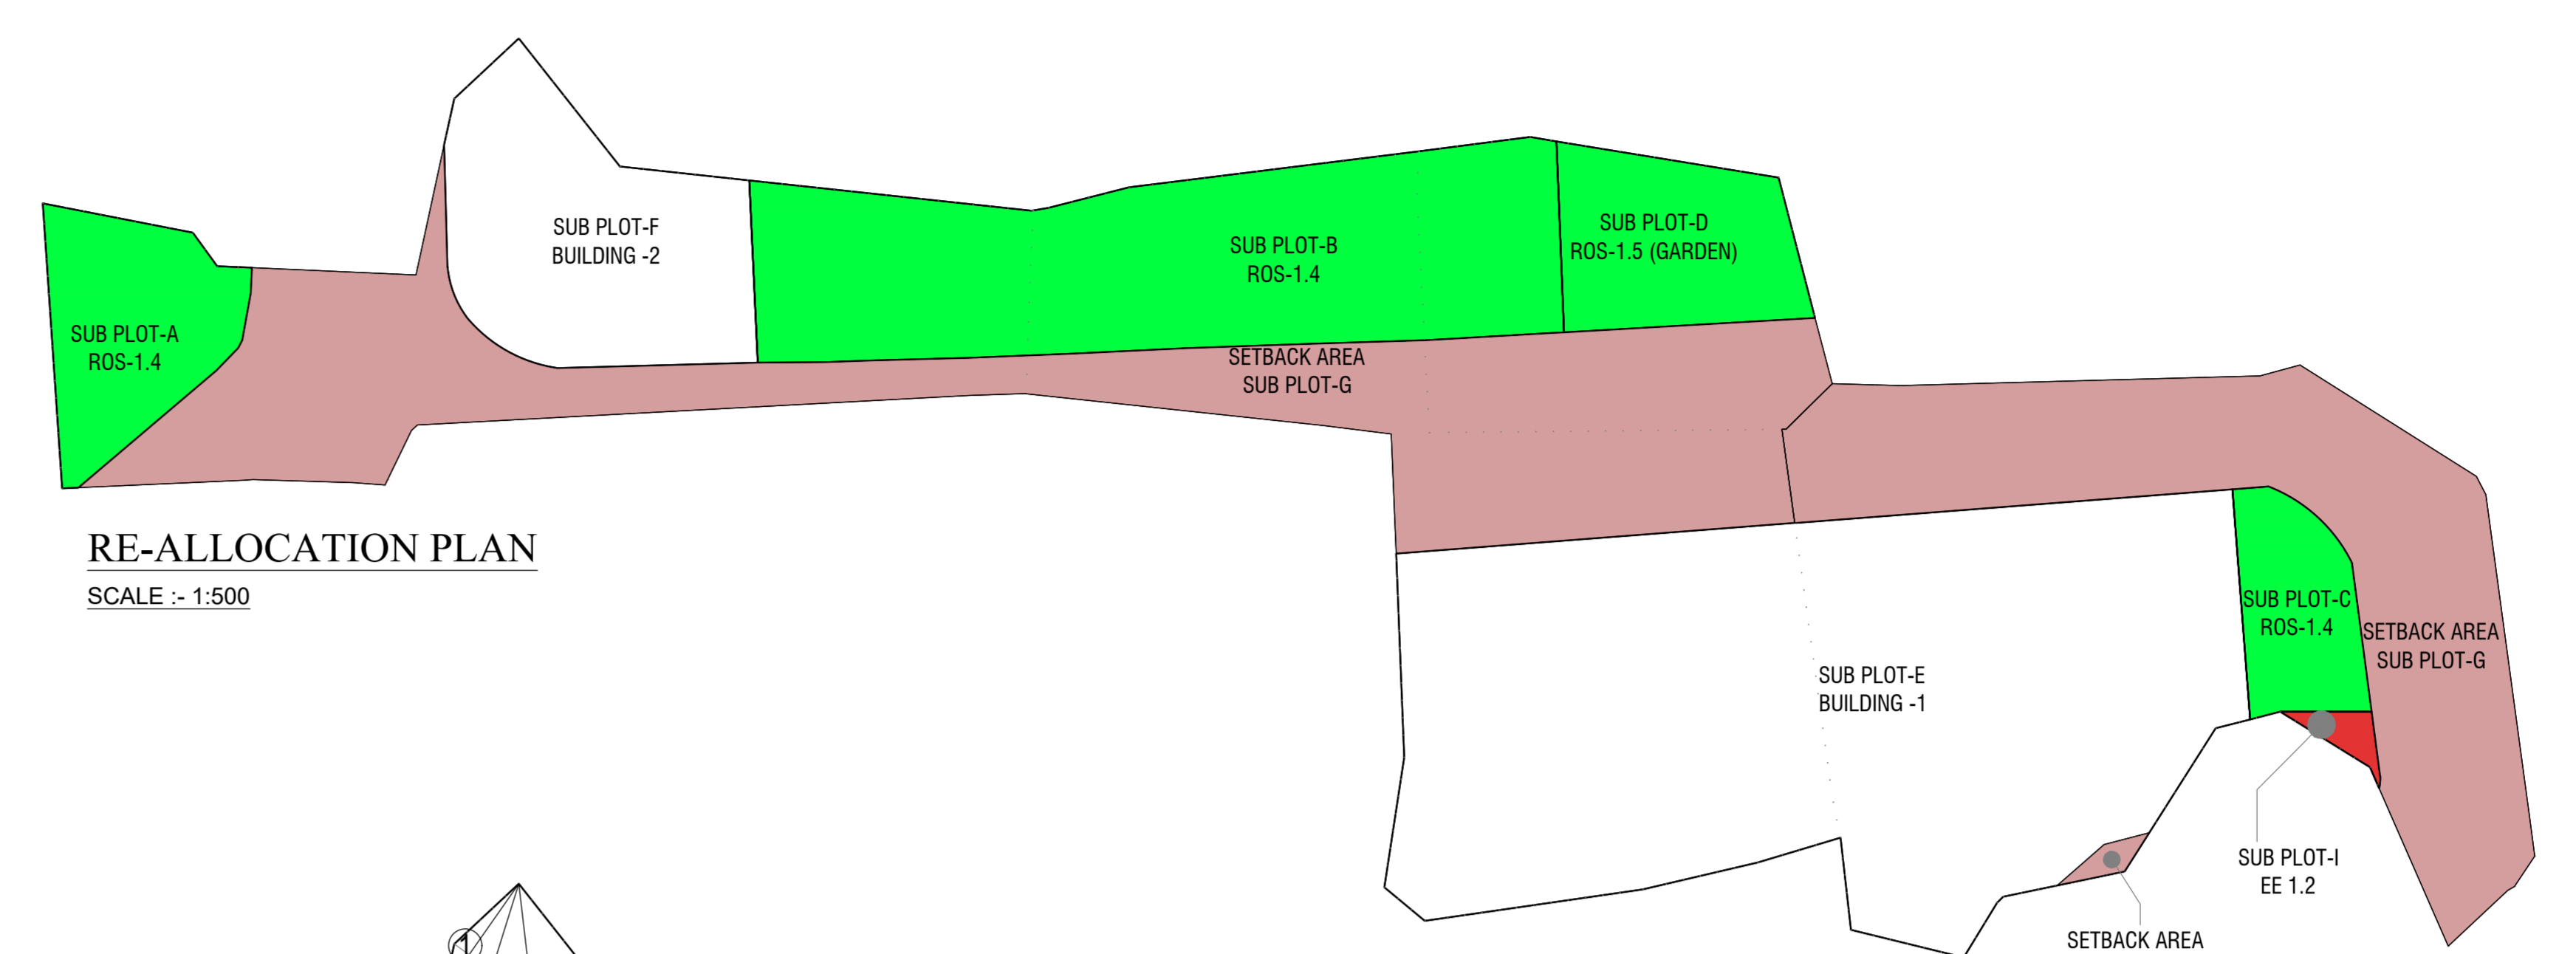 SUB PLOT-F
BUILDING -2
SUB PLOT-D
ROS-1.5 (GARDEN)
SUB PLOT-B
ROS-1.4
SUB PLOT-A
ROS-1.4
SETBACK AREA
SUB PLOT-G
RE-ALLOCATION PLAN
SCALE :- 1:500
SUB PLOT-C
ROS-1.4
SETBACK AREA
SUB PLOT-G
SUB PLOT-E
BUILDING -1
SUB PLOT-I
EE 1.2
SETBACK AREA
1